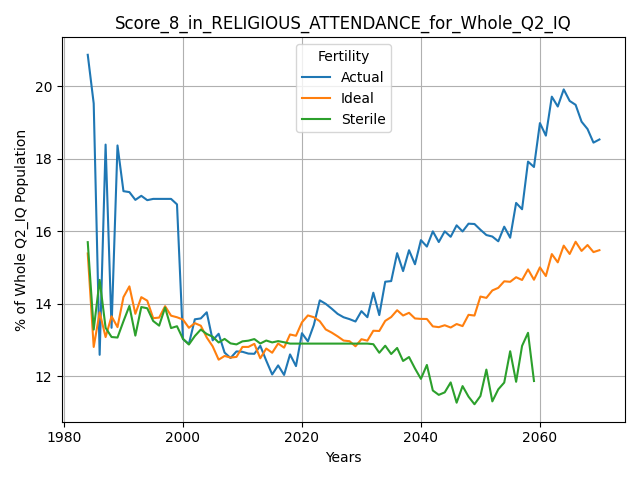 Score_8_in_RELIGIOUS_ATTENDANCE_for_Whole_Q2_IQ
Fertility
Actual
Ideal
Sterile
% of Whole Q2_IQ Population
20
18
16
14
12
1980
2000
2020
2040
2060
Years